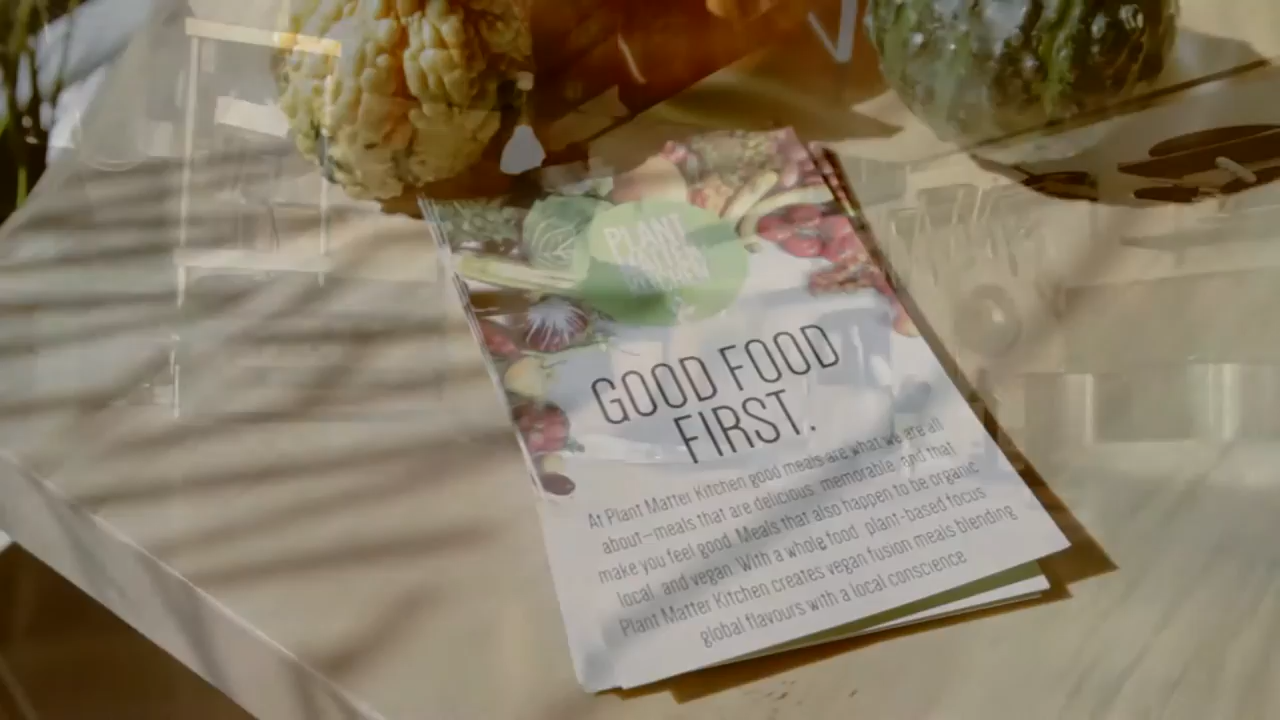 PLANT
MATTER
KITCHEN
GOOD FOOD
FIRST.
At Plant Matter Kitchen good meals are what we are all
about—meals that are delicious memorable and that
make you feel good. Meals that also happen to be organic
local and vegan. With a whole food plant-based focus
Plant Matter Kitchen creates vegan fusion meals blending
global flavours with a local conscience